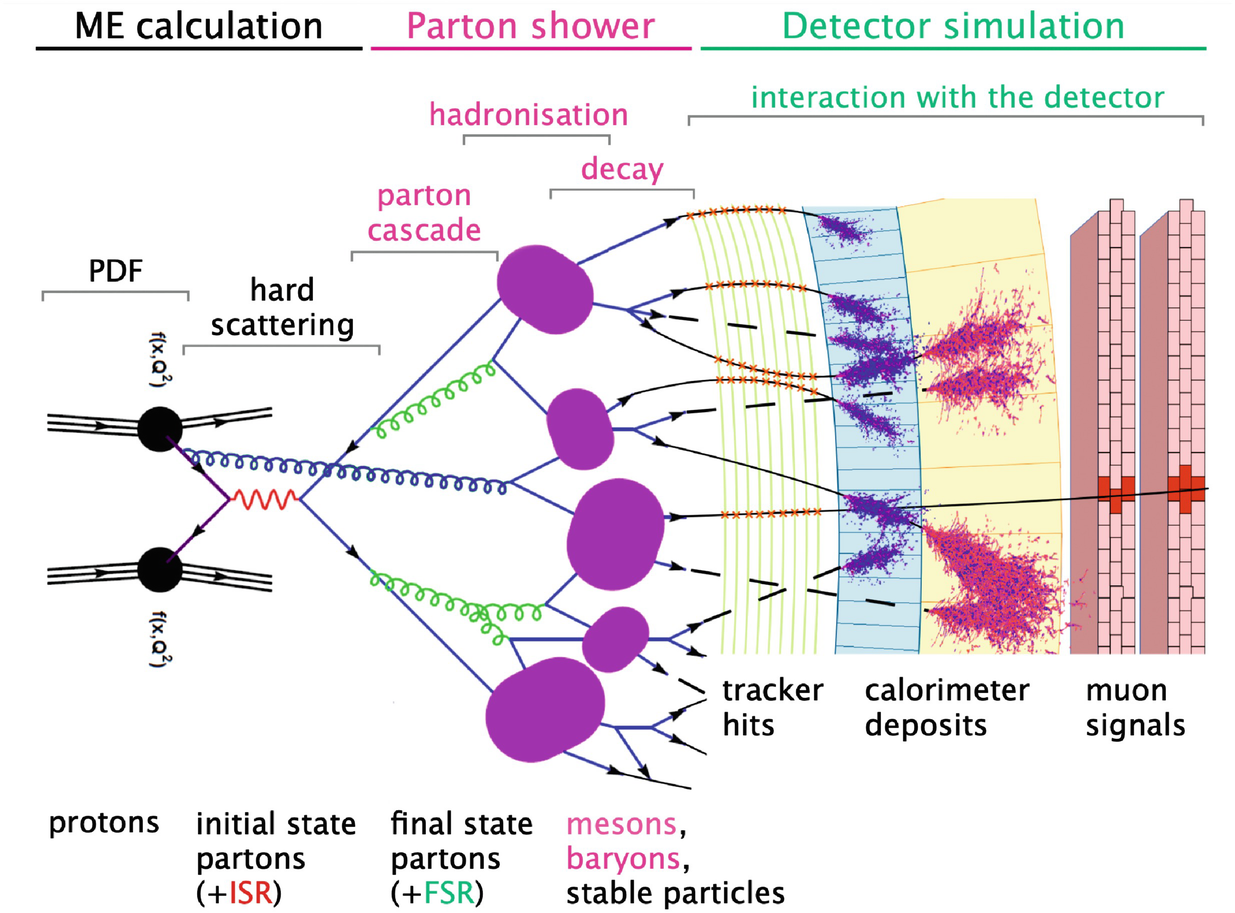 ME calculation
Parton shower
Detector simulation
interaction with the detector
hadronisation
decay
parton
cascade
PDF
hard
scattering
f(x,Q²)
f(x,Q²)
tracker
hits
calorimeter
deposits
muon
signals
protons
initial state
partons
(+ISR)
final state
partons
(+FSR)
mesons,
baryons,
stable particles